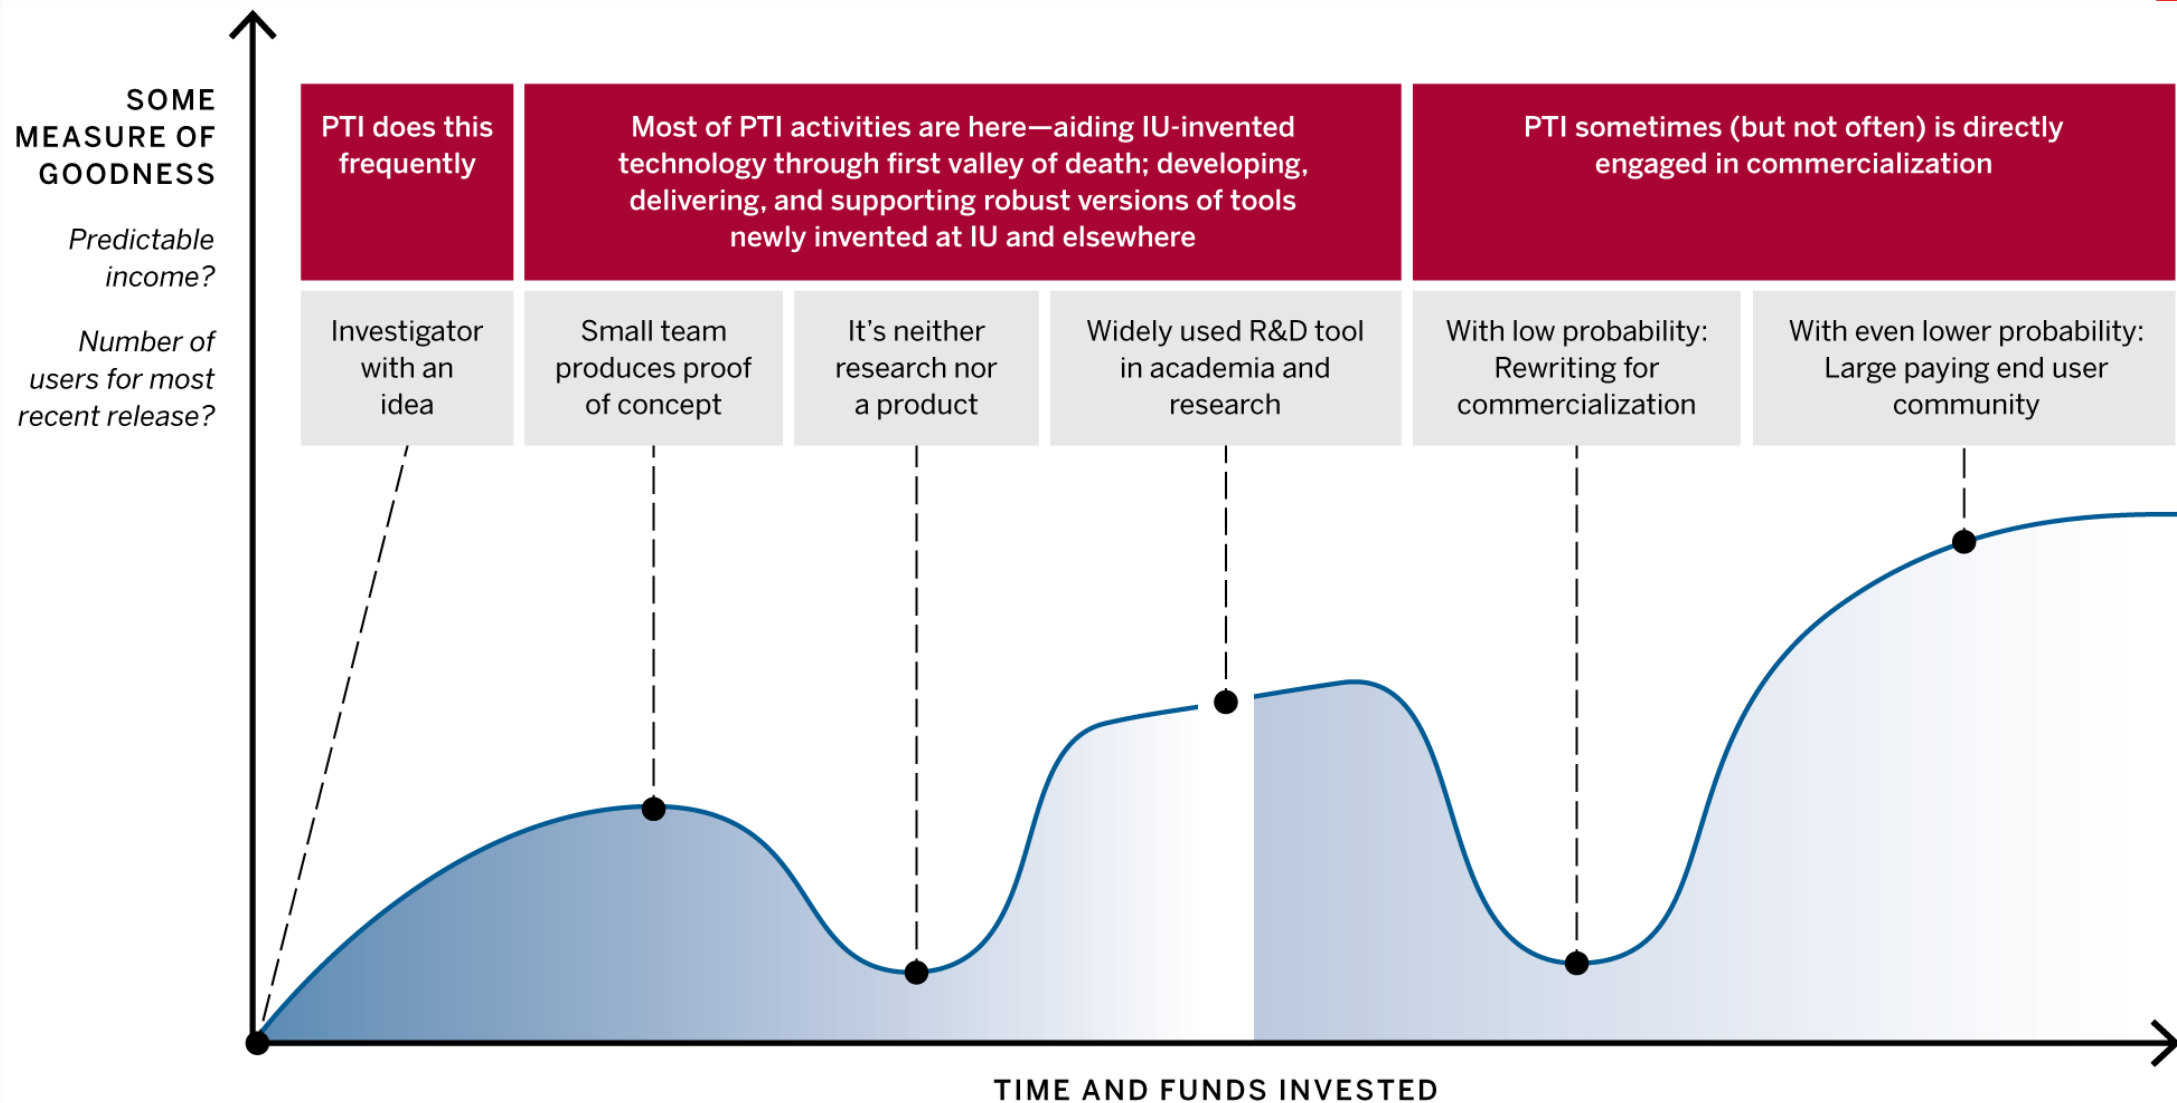 SOME
MEASURE OF
GOODNESS
Predictable
income?
Number of
users for most
recent release?
PTI does this
frequently
Most of PTI activities are here—aiding IU-invented
technology through first valley of death; developing,
delivering, and supporting robust versions of tools
newly invented at IU and elsewhere
PTI sometimes (but not often) is directly
engaged in commercialization
Investigator
with an
idea
Small team
produces proof
of concept
It’s neither
research nor
a product
Widely used R&D tool
in academia and
research
With low probability:
Rewriting for
commercialization
With even lower probability:
Large paying end user
community
TIME AND FUNDS INVESTED